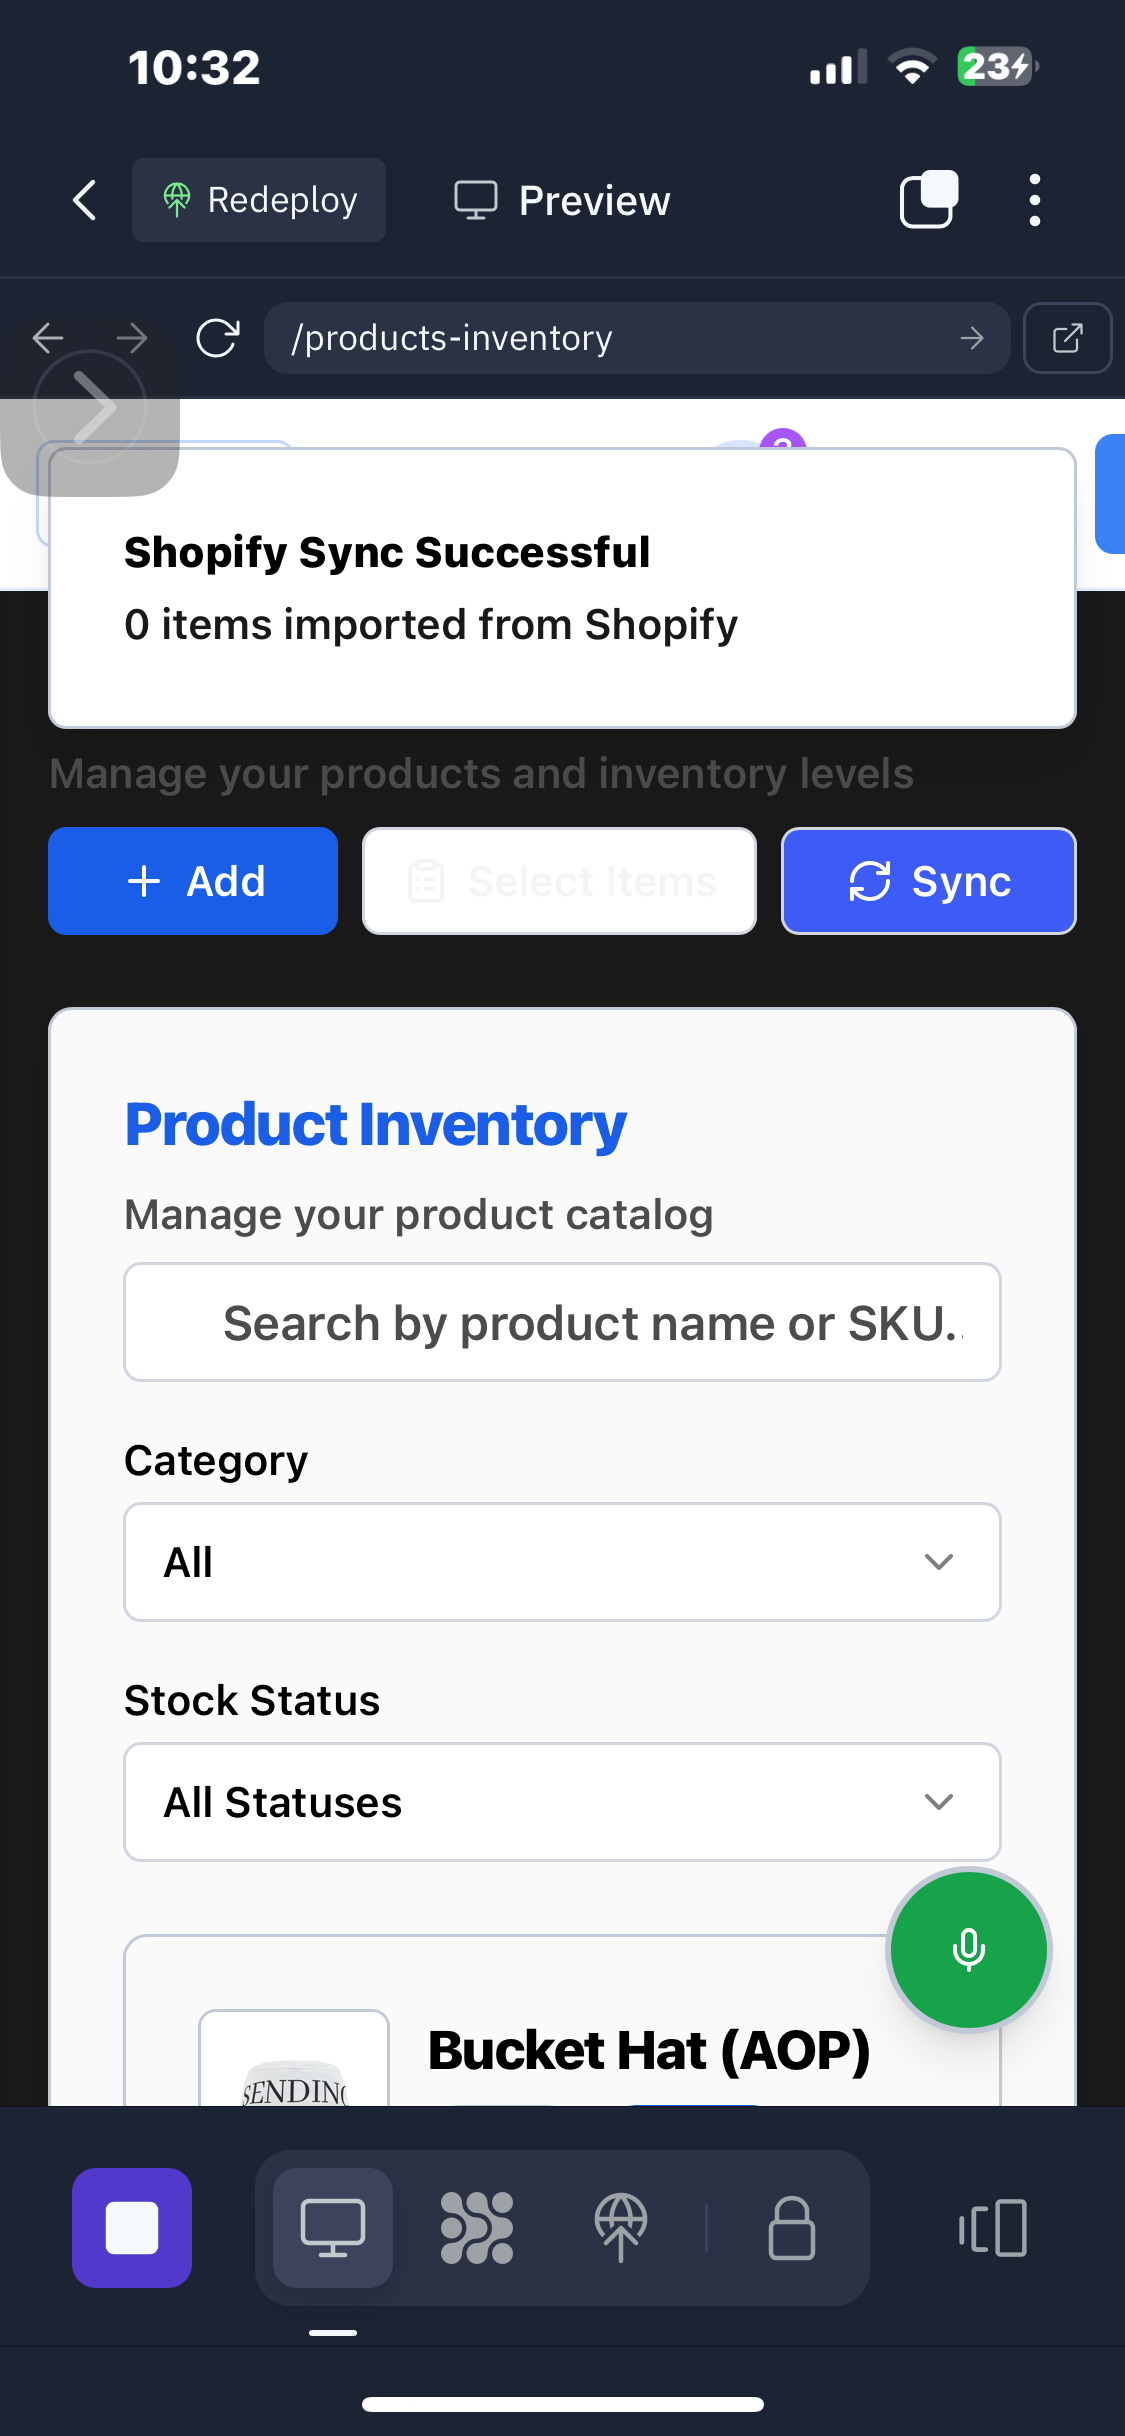 10:32
23
Redeploy
Preview
/products-inventory
Shopify Sync Successful
0 items imported from Shopify
Manage your products and inventory levels
Add
Select Items
Sync
Product Inventory
Manage your product catalog
Search by product name or SKU..
Category
All
Stock Status
All Statuses
Bucket Hat (AOP)